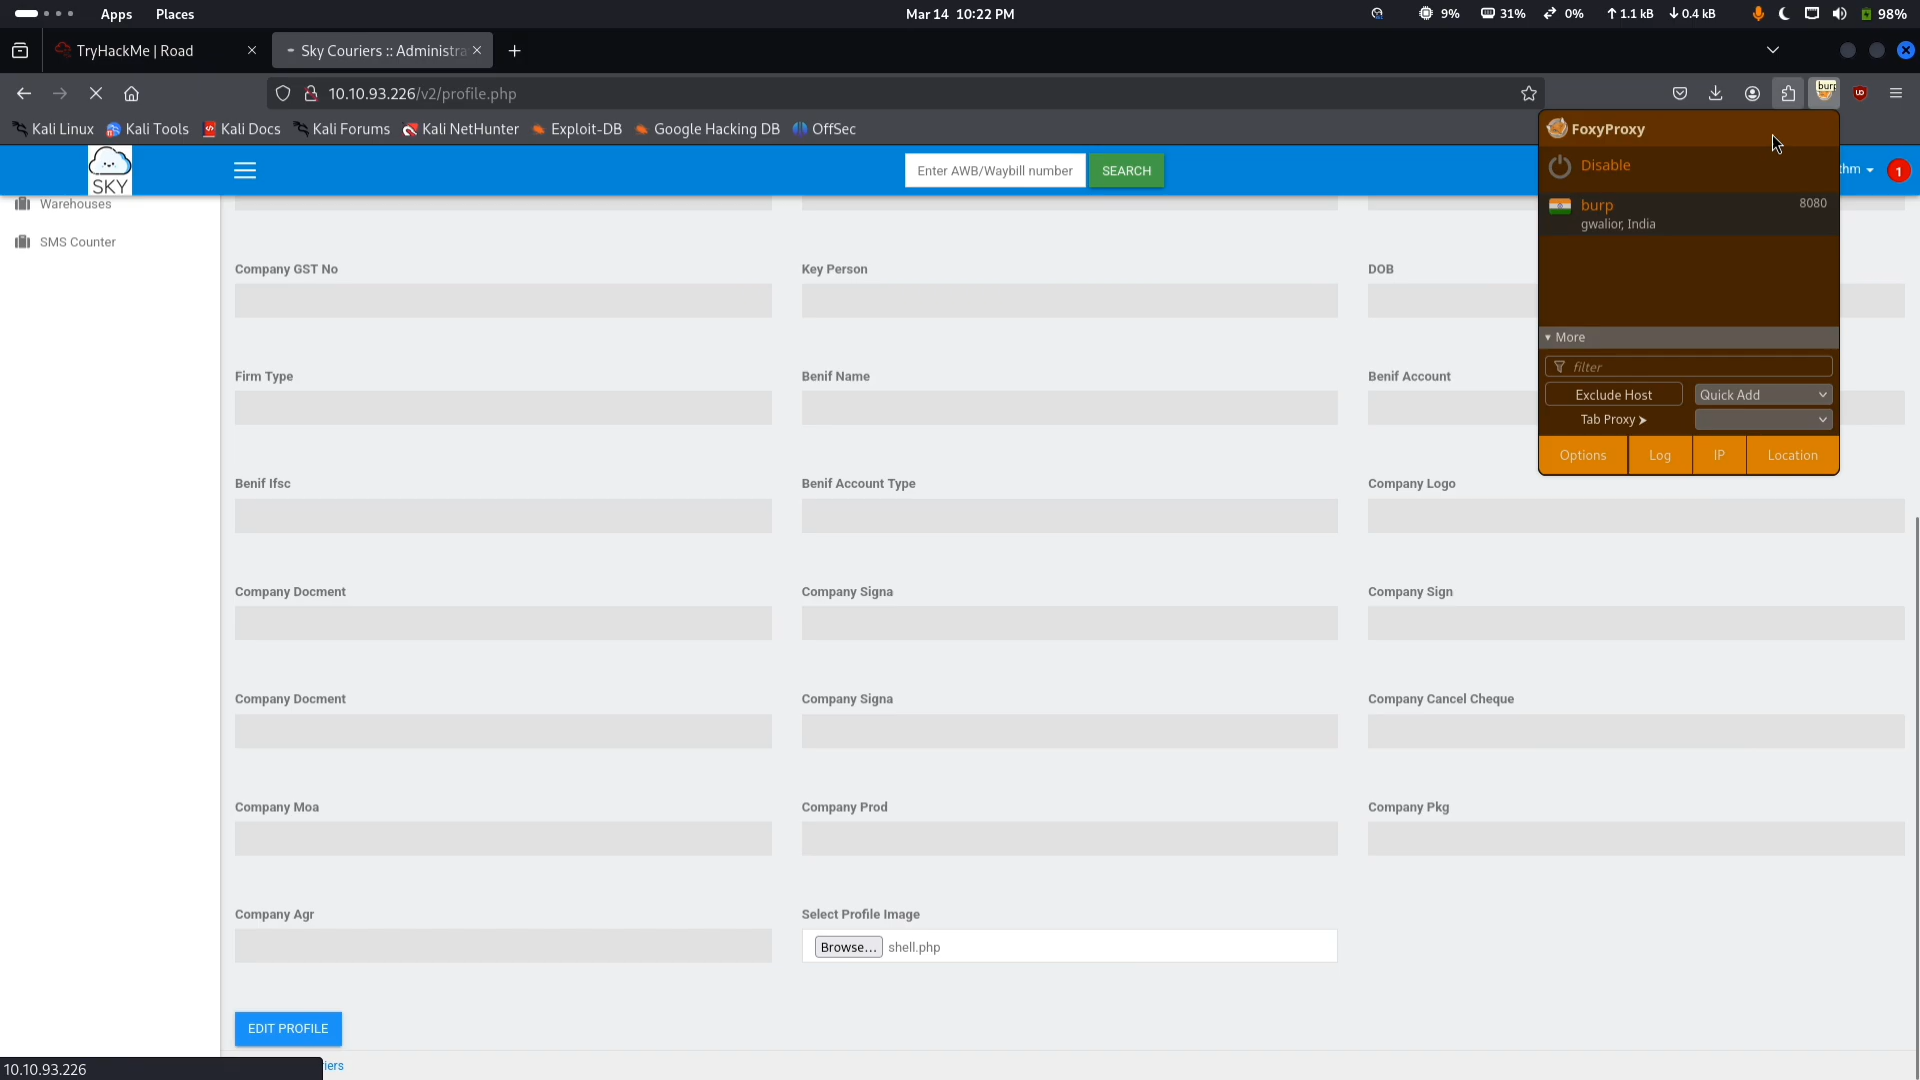 Apps Places Mar 14 10:22 PM 9% 31% 0% 1.1 kB 0.4 kB 98%
TryHackMe | Road Sky Couriers :: Administra
10.10.93.226/v2/profile.php burp
Kali Linux Kali Tools Kali Docs Kali Forums Kali NetHunter Exploit-DB Google Hacking DB OffSec
SKY Enter AWB/Waybill number SEARCH 1
FoxyProxy
Disable
burp 8080
gwalior, India
More
filter
Exclude Host Quick Add
Tab Proxy
Options Log IP Location
Warehouses
SMS Counter
Company GST No Key Person DOB
Firm Type Benif Name Benif Account
Benif Ifsc Benif Account Type Company Logo
Company Docment Company Signa Company Sign
Company Docment Company Signa Company Cancel Cheque
Company Moa Company Prod Company Pkg
Company Agr Select Profile Image
Browse... shell.php
EDIT PROFILE
10.10.93.226